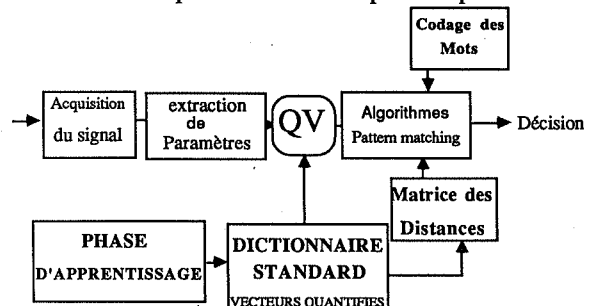 Codage des
Mots
Acquisition
du signal
extraction
de
Paramètres
QV
Algorithmes
Pattern matching
Décision
Matrice des
Distances
PHASE
D'APPRENTISSAGE
DICTIONNAIRE
STANDARD
VECTEURS QUANTIFIES